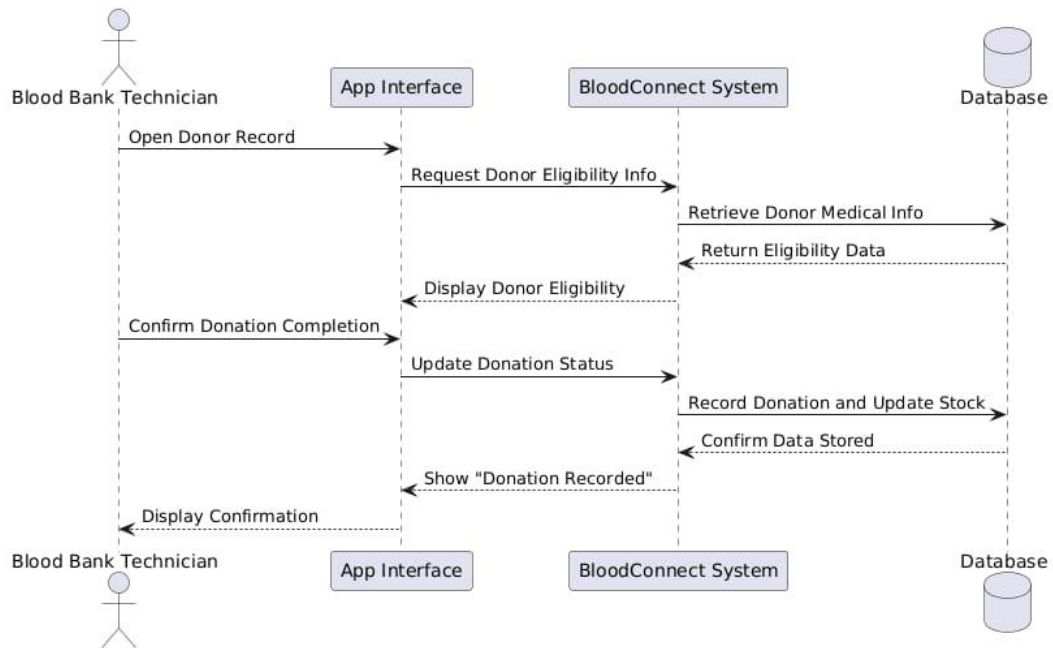 Blood Bank Technician
App Interface
BloodConnect System
Database
Open Donor Record
Request Donor Eligibility Info
Retrieve Donor Medical Info
Return Eligibility Data
Display Donor Eligibility
Confirm Donation Completion
Update Donation Status
Record Donation and Update Stock
Confirm Data Stored
Show "Donation Recorded"
Display Confirmation
Blood Bank Technician
App Interface
BloodConnect System
Database